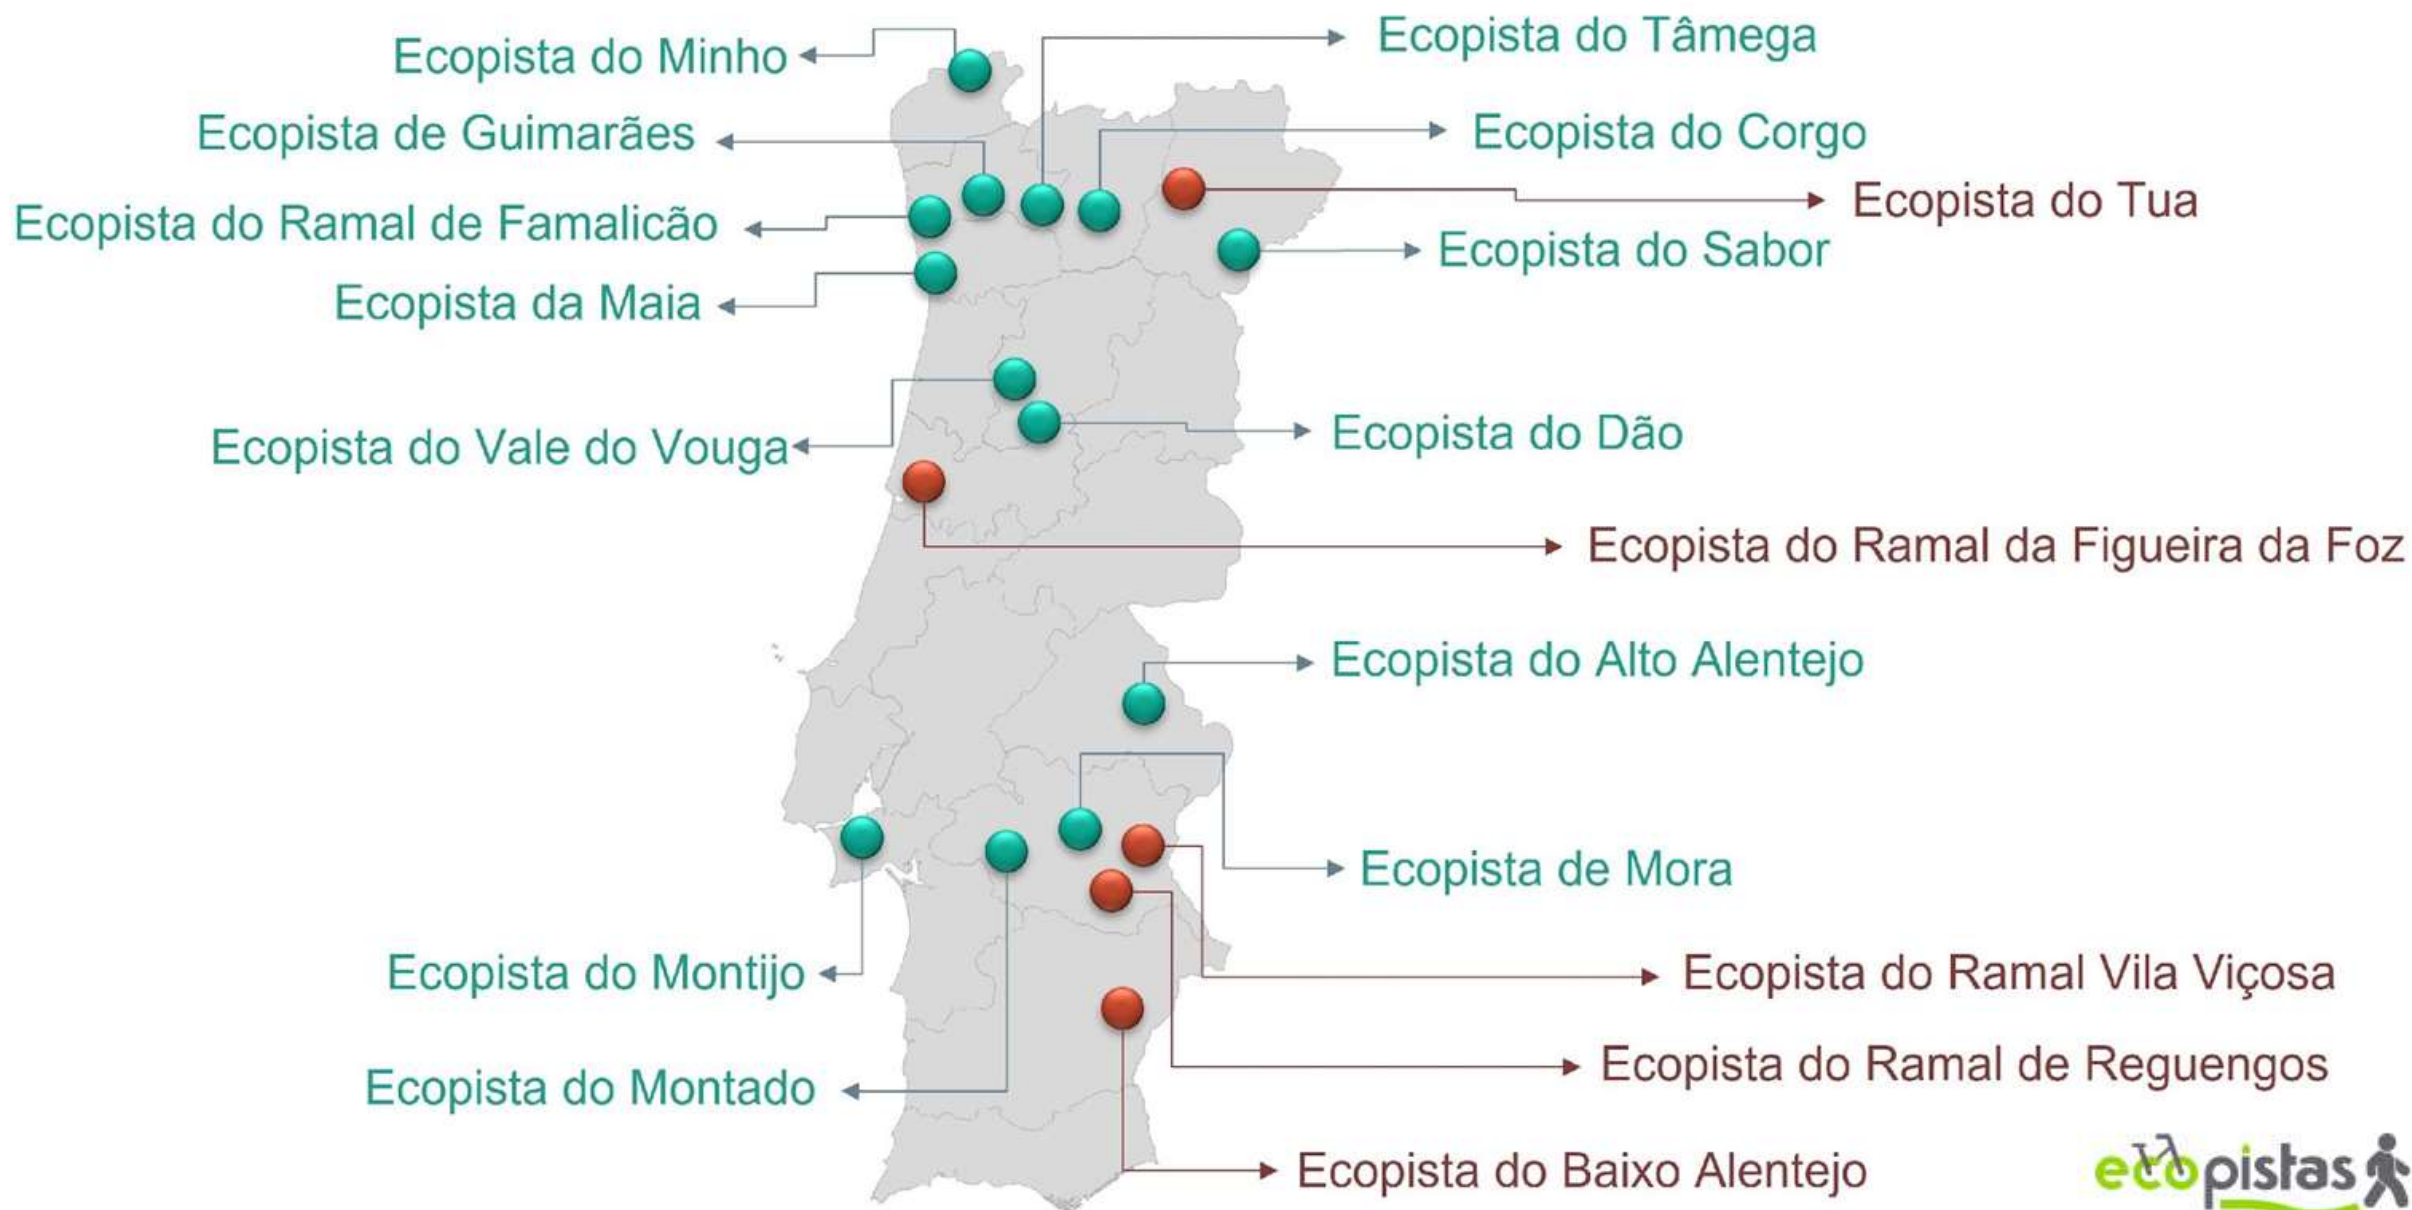 Ecopista do Minho
Ecopista do Tâmega
Ecopista de Guimarães
Ecopista do Corgo
Ecopista do Ramal de Famalicão
Ecopista do Tua
Ecopista do Sabor
Ecopista da Maia
Ecopista do Vale do Vouga
Ecopista do Dão
Ecopista do Ramal da Figueira da Foz
Ecopista do Alto Alentejo
Ecopista de Mora
Ecopista do Montijo
Ecopista do Ramal Vila Viçosa
Ecopista do Ramal de Reguengos
Ecopista do Montado
Ecopista do Baixo Alentejo
ecopistas